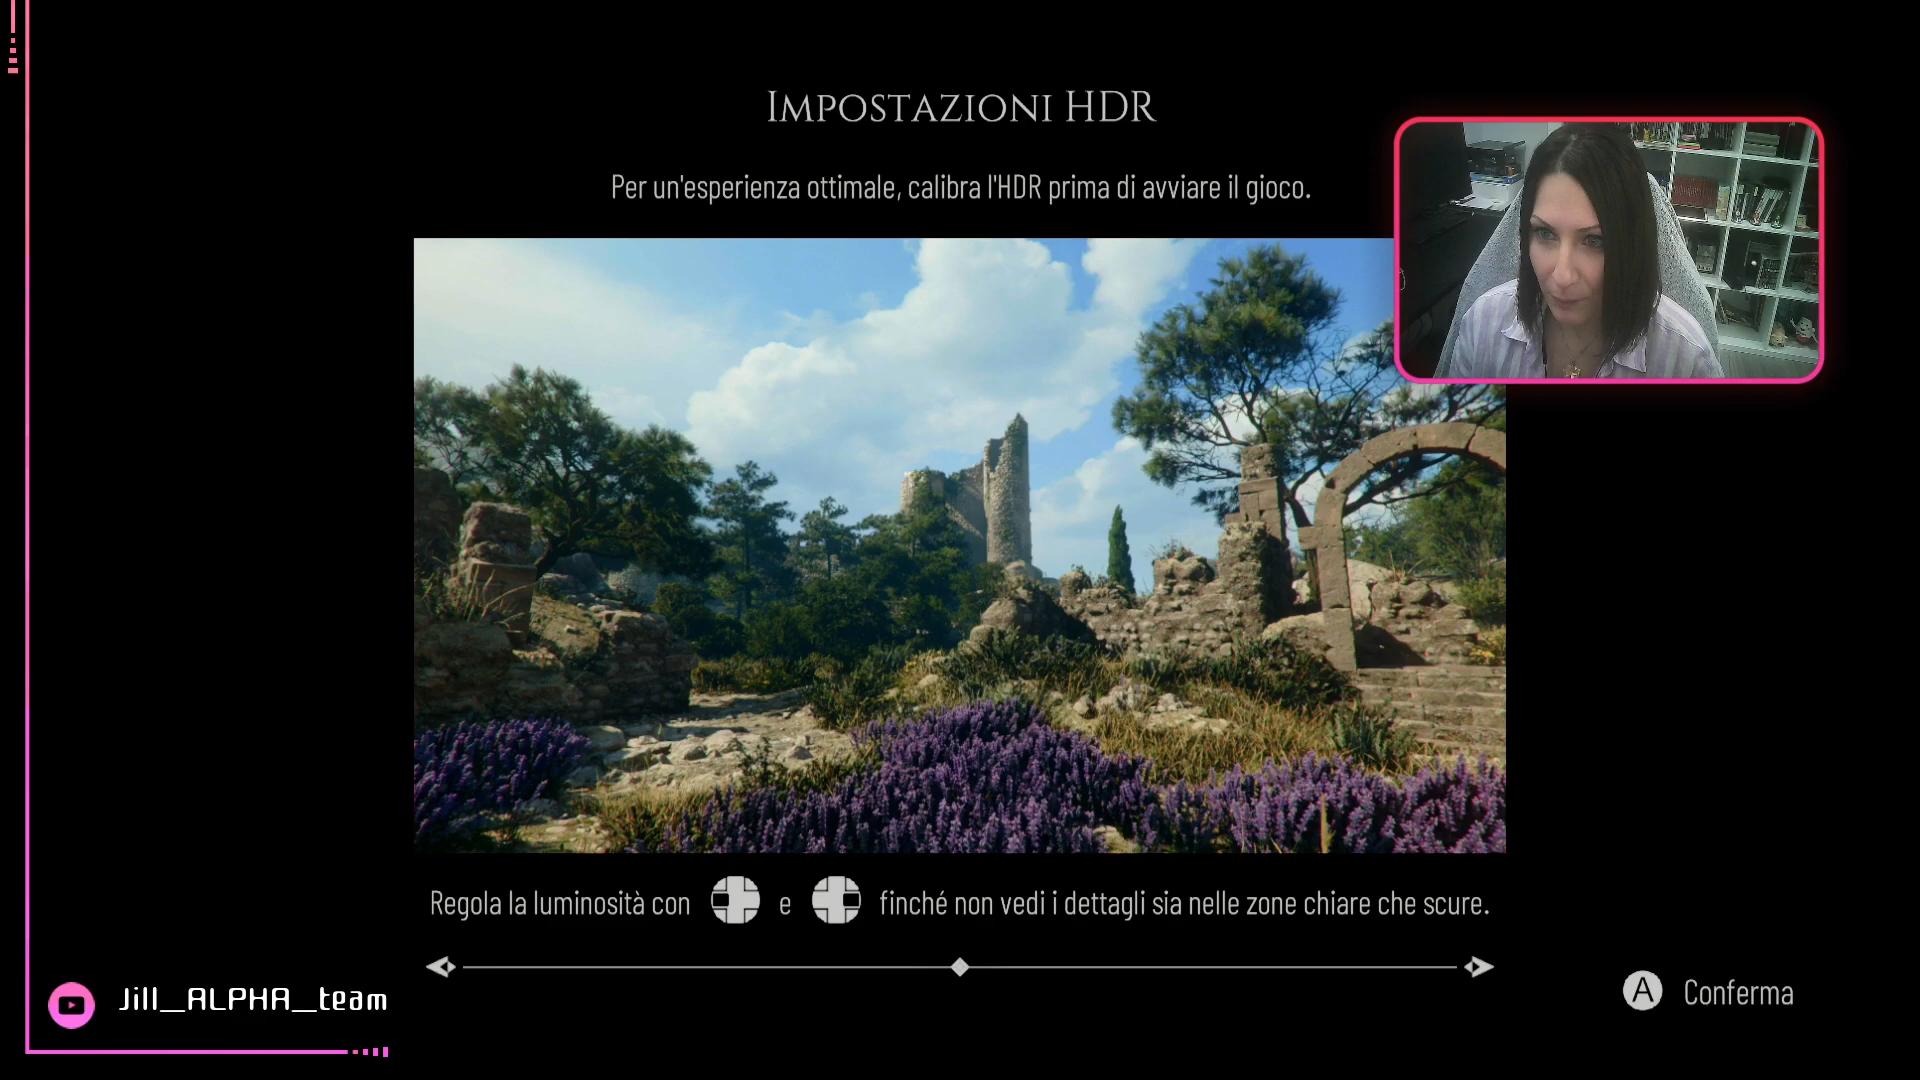 Impostazioni HDR
Per un'esperienza ottimale, calibra l'HDR prima di avviare il gioco.
Regola la luminosità con e finché non vedi i dettagli sia nelle zone chiare che scure.
Jill_ALPHA_team
A Conferma